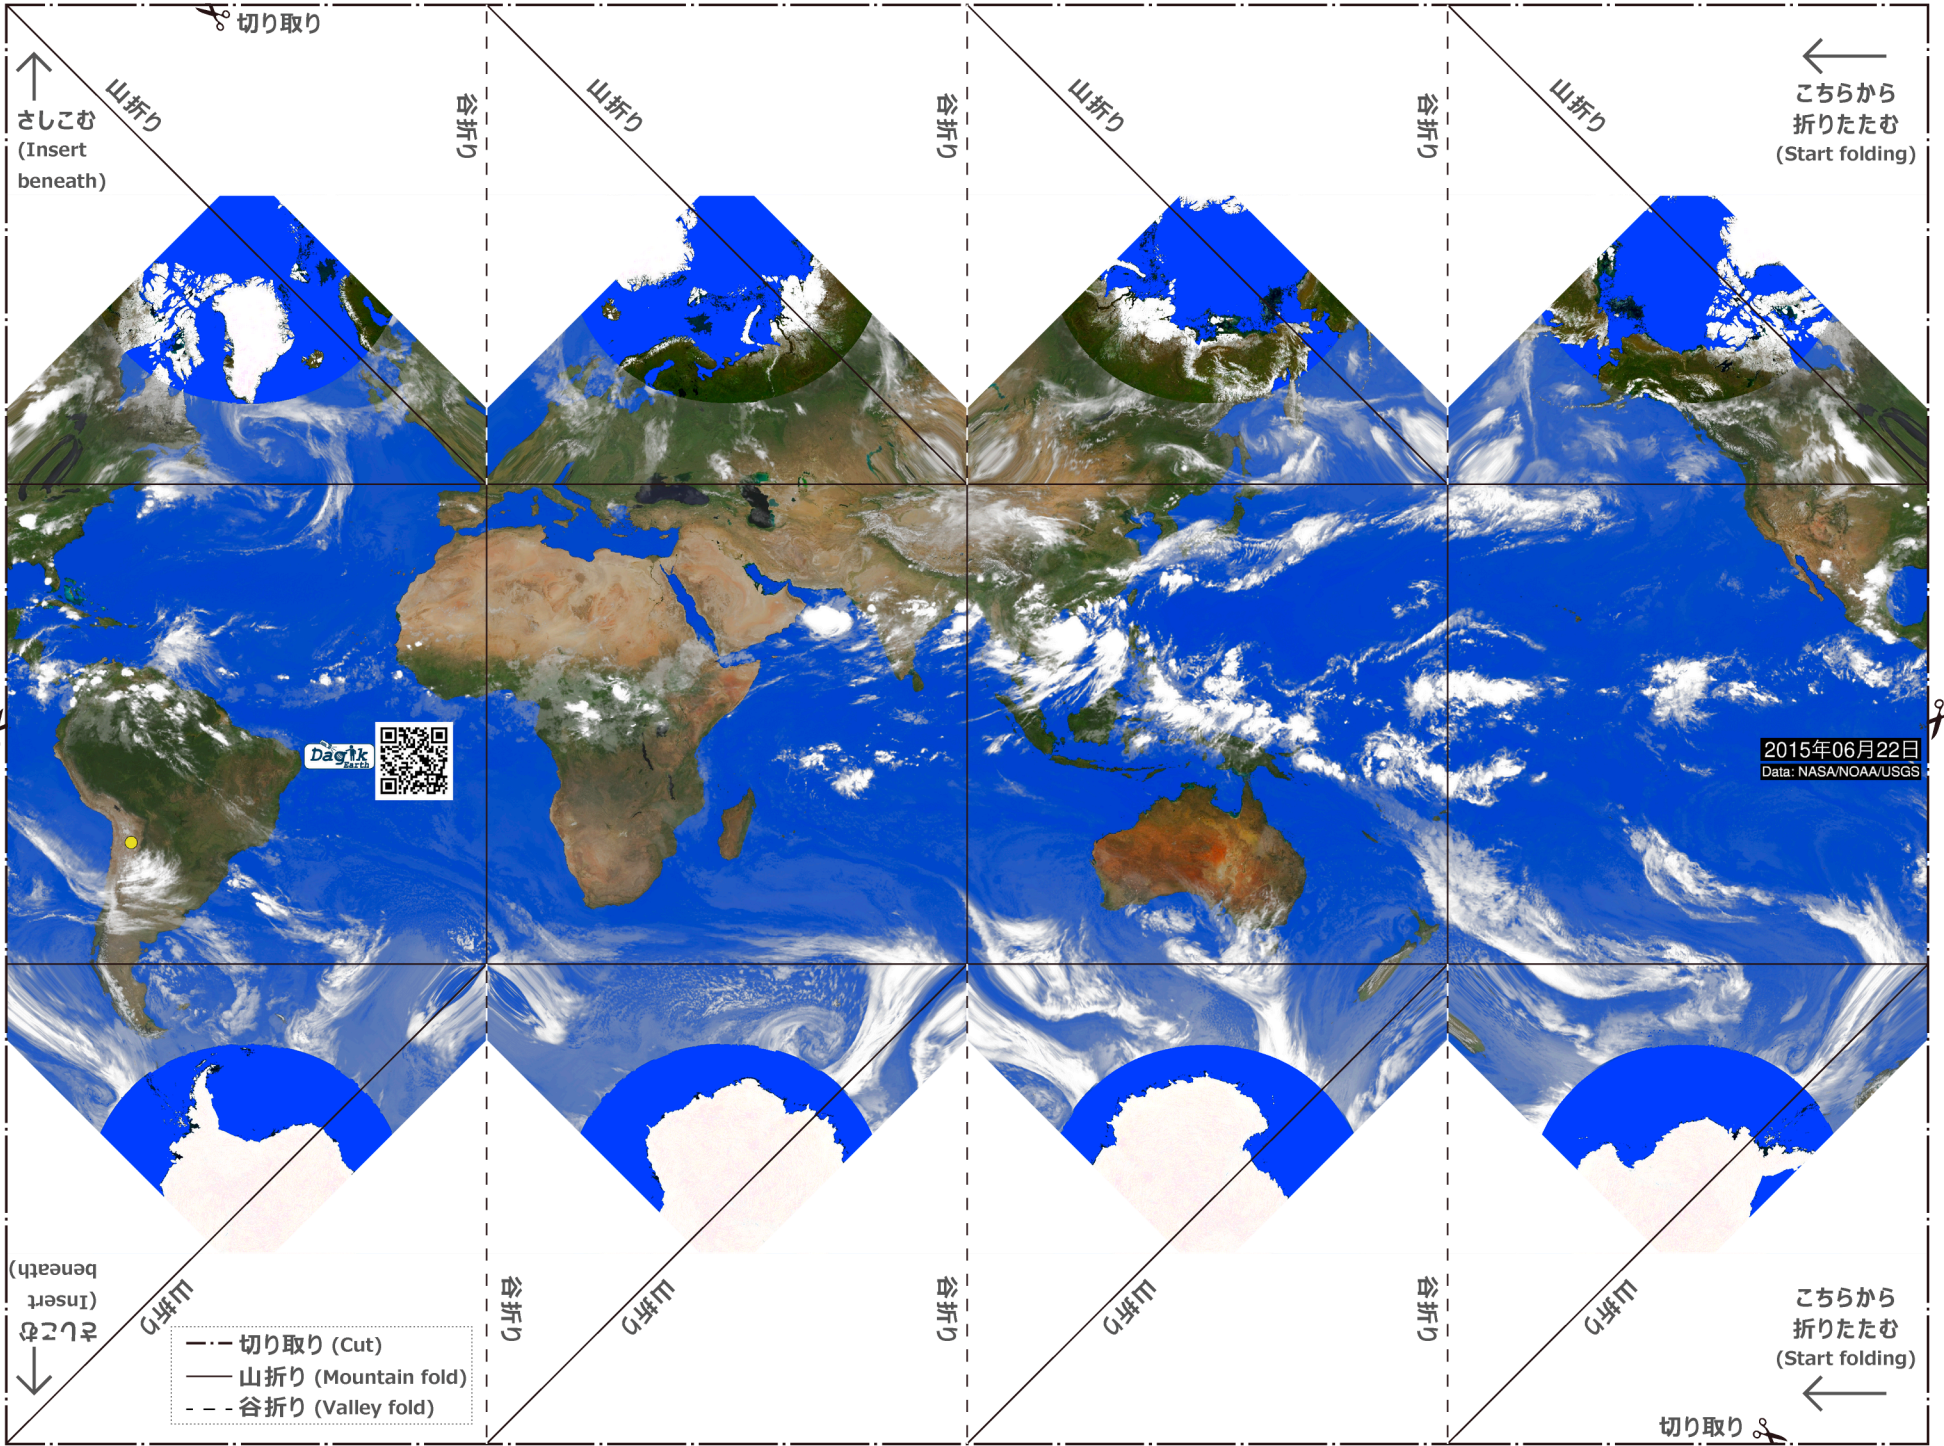 切り取り
山折り
谷折り
山折り
谷折り
山折り
谷折り
山折り
さしこむ
(Insert
beneath)
こちらから
折りたたむ
(Start folding)
Dagik
Earth
2015年06月22日
Data: NASA/NOAA/USGS
さしこむ
(Insert
beneath)
山折り
谷折り
山折り
谷折り
山折り
谷折り
山折り
こちらから
折りたたむ
(Start folding)
切り取り (Cut)
山折り (Mountain fold)
谷折り (Valley fold)
切り取り